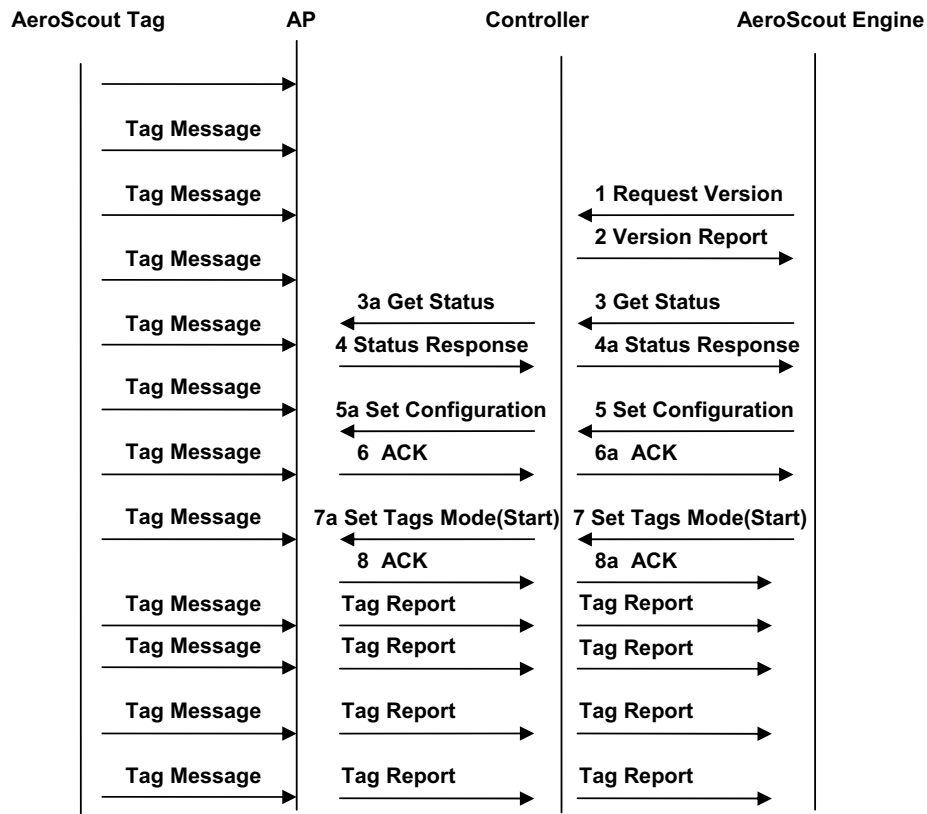 AeroScout Tag AP Controller AeroScout Engine
Tag Message
Tag Message 1 Request Version
2 Version Report
Tag Message
3a Get Status 3 Get Status
Tag Message
4 Status Response 4a Status Response
Tag Message
5a Set Configuration 5 Set Configuration
Tag Message 6 ACK 6a ACK
Tag Message 7a Set Tags Mode(Start) 7 Set Tags Mode(Start)
8 ACK 8a ACK
Tag Message Tag Report Tag Report
Tag Message Tag Report Tag Report
Tag Message Tag Report Tag Report
Tag Message Tag Report Tag Report